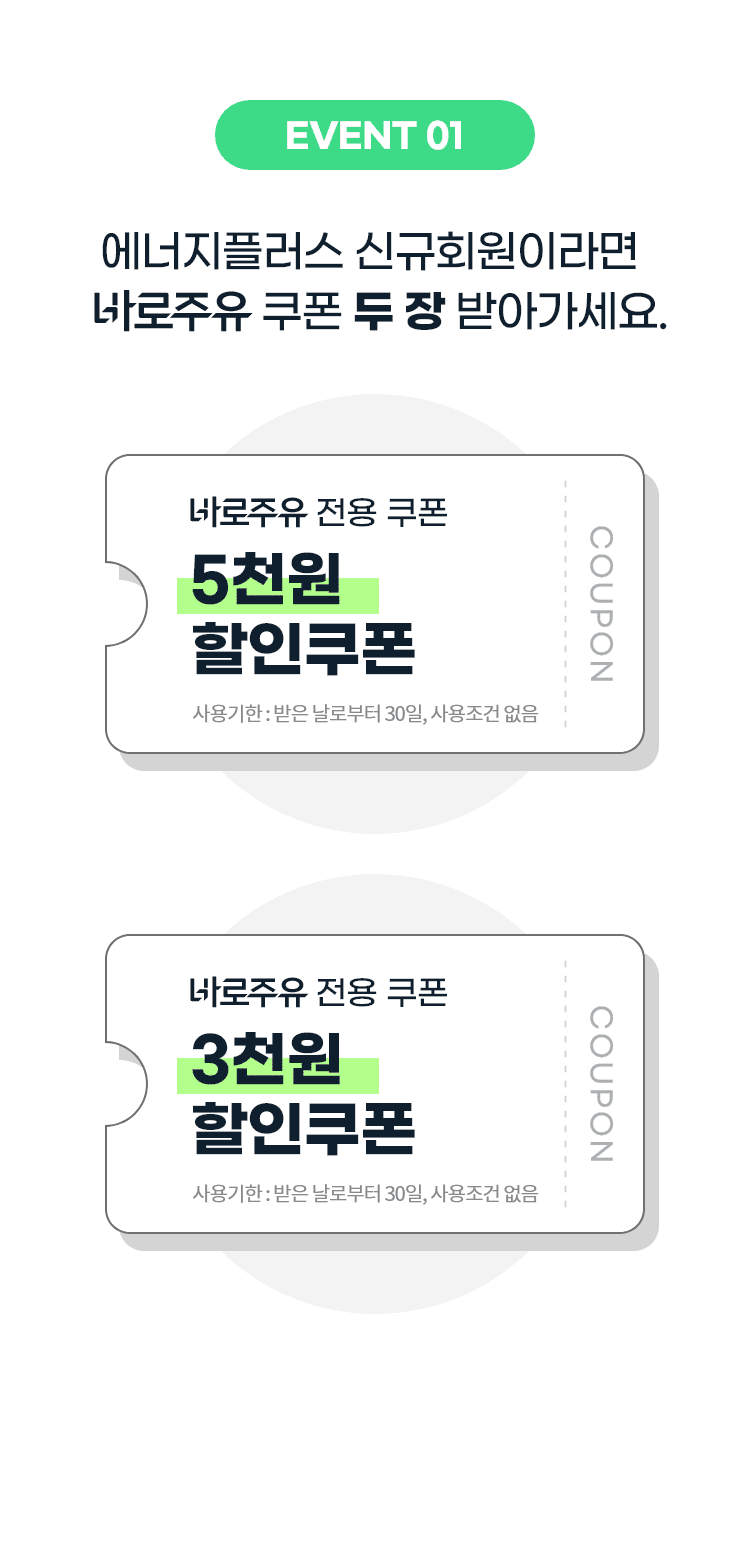 EVENT 01
에너지플러스 신규회원이라면
바로주유 쿠폰 두 장 받아가세요.
바로주유 전용 쿠폰
5천원
할인쿠폰
사용기한 : 받은 날로부터 30일, 사용조건 없음
COUPON
바로주유 전용 쿠폰
3천원
할인쿠폰
사용기한 : 받은 날로부터 30일, 사용조건 없음
COUPON